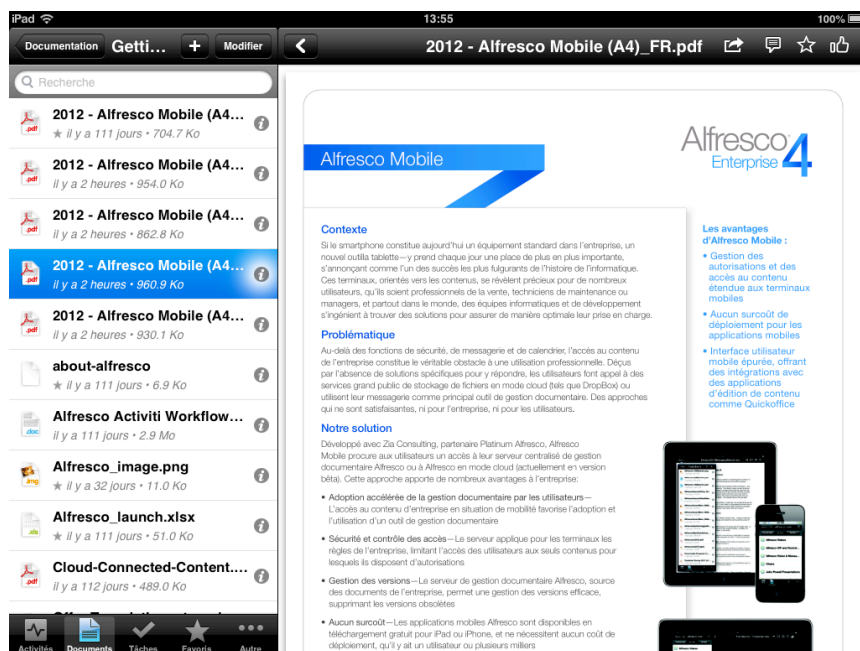 iPad
13:55
100%
Documentation
Getti...
+
Modifier
2012 - Alfresco Mobile (A4)_FR.pdf
Recherche
2012 - Alfresco Mobile (A4...
★ il y a 111 jours • 704.7 Ko
2012 - Alfresco Mobile (A4...
il y a 2 heures • 954.0 Ko
2012 - Alfresco Mobile (A4...
il y a 2 heures • 862.8 Ko
2012 - Alfresco Mobile (A4...
il y a 2 heures • 960.9 Ko
2012 - Alfresco Mobile (A4...
il y a 2 heures • 930.1 Ko
about-alfresco
★ il y a 111 jours • 6.9 Ko
Alfresco Activiti Workflow...
il y a 111 jours • 2.9 Mo
Alfresco_image.png
★ il y a 32 jours • 11.0 Ko
Alfresco_launch.xlsx
★ il y a 111 jours • 51.0 Ko
Cloud-Connected-Content....
il y a 112 jours • 489.0 Ko
Activités
Documents
Tâches
Favoris
Autre
Alfresco Mobile
Alfresco
Enterprise 4
Contexte
Si le smartphone constitue aujourd'hui un équipement standard dans l'entreprise, un
nouvel outilla tablette—y prend chaque jour une place de plus en plus importante,
s'annonçant comme l'un des succès les plus fulgurants de l'histoire de l'informatique.
Ces terminaux, orientés vers les contenus, se révèlent précieux pour de nombreux
utilisateurs, qu'ils soient professionnels de la vente, techniciens de maintenance ou
managers, et partout dans le monde, des équipes informatiques et de développement
s'ingénient à trouver des solutions pour assurer de manière optimale leur prise en charge.
Problématique
Au-delà des fonctions de sécurité, de messagerie et de calendrier, l'accès au contenu
de l'entreprise constitue le véritable obstacle à une utilisation professionnelle. Déçus
par l'absence de solutions spécifiques pour y répondre, les utilisateurs font appel à des
services grand public de stockage de fichiers en mode cloud (tels que DropBox) ou
utilisent leur messagerie comme principal outil de gestion documentaire. Des approches
qui ne sont satisfaisantes, ni pour l'entreprise, ni pour les utilisateurs.
Notre solution
Développé avec Zia Consulting, partenaire Platinum Alfresco, Alfresco
Mobile procure aux utilisateurs un accès à leur serveur centralisé de gestion
documentaire Alfresco ou à Alfresco en mode cloud (actuellement en version
bêta). Cette approche apporte de nombreux avantages à l'entreprise:
• Adoption accélérée de la gestion documentaire par les utilisateurs—
L'accès au contenu d'entreprise en situation de mobilité favorise l'adoption et
l'utilisation d'un outil de gestion documentaire
• Sécurité et contrôle des accès—Le serveur applique pour les terminaux les
règles de l'entreprise, limitant l'accès des utilisateurs aux seuls contenus pour
lesquels ils disposent d'autorisations
• Gestion des versions—Le serveur de gestion documentaire Alfresco, source
des documents de l'entreprise, permet une gestion des versions efficace,
supprimant les versions obsolètes
• Aucun surcoût—Les applications mobiles Alfresco sont disponibles en
téléchargement gratuit pour iPad ou iPhone, et ne nécessitent aucun coût de
déploiement, qu'il y ait un utilisateur ou plusieurs milliers
Les avantages
d'Alfresco Mobile :
• Gestion des
autorisations et des
accès au contenu
étendue aux terminaux
mobiles
• Aucun surcoût de
déploiement pour les
applications mobiles
• Interface utilisateur
mobile épurée, offrant
des intégrations avec
des applications
d'édition de contenu
comme Quickoffice